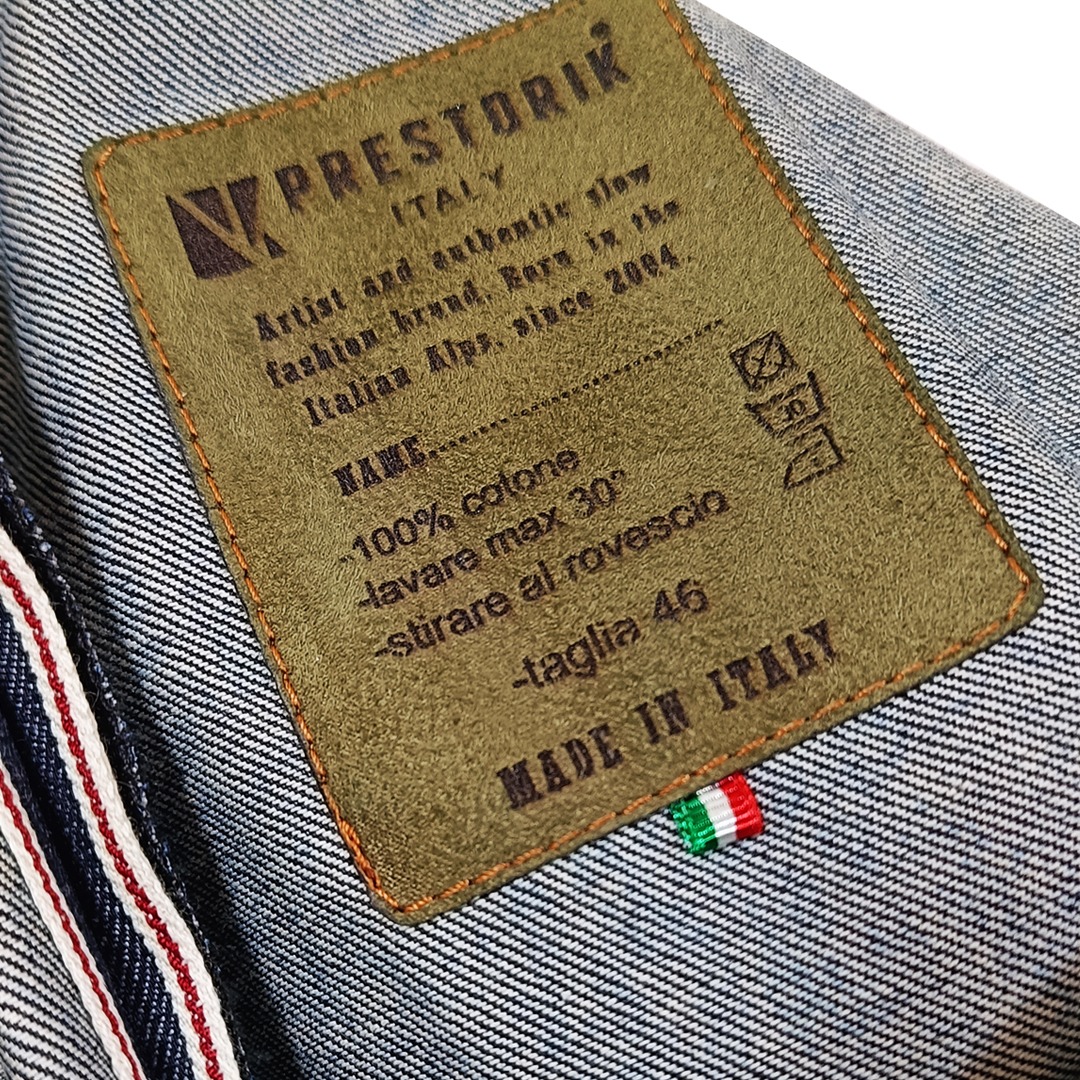 PRESTORIK®
ITALY
Artist and authentic slow
fashion brand. Born in the
Italian Alps, since 2004.
NAME..............................
-100% cotone
-lavare max 30°
-stirare al rovescio
-taglia 46
MADE IN ITALY